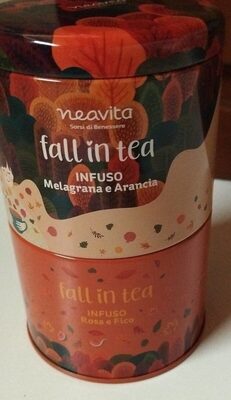 neavita
Sorsi di Benessere
fall in tea
INFUSO
Melagrana e Arancia
fall in tea
INFUSO
Rosa e Fico